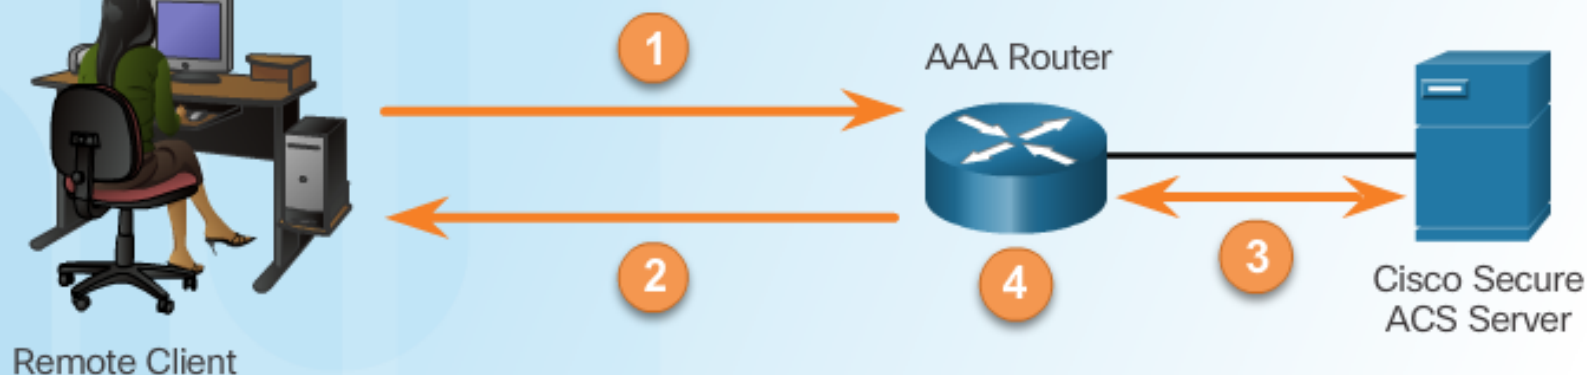 1
AAA Router
2
4
3
Cisco Secure
ACS Server
Remote Client